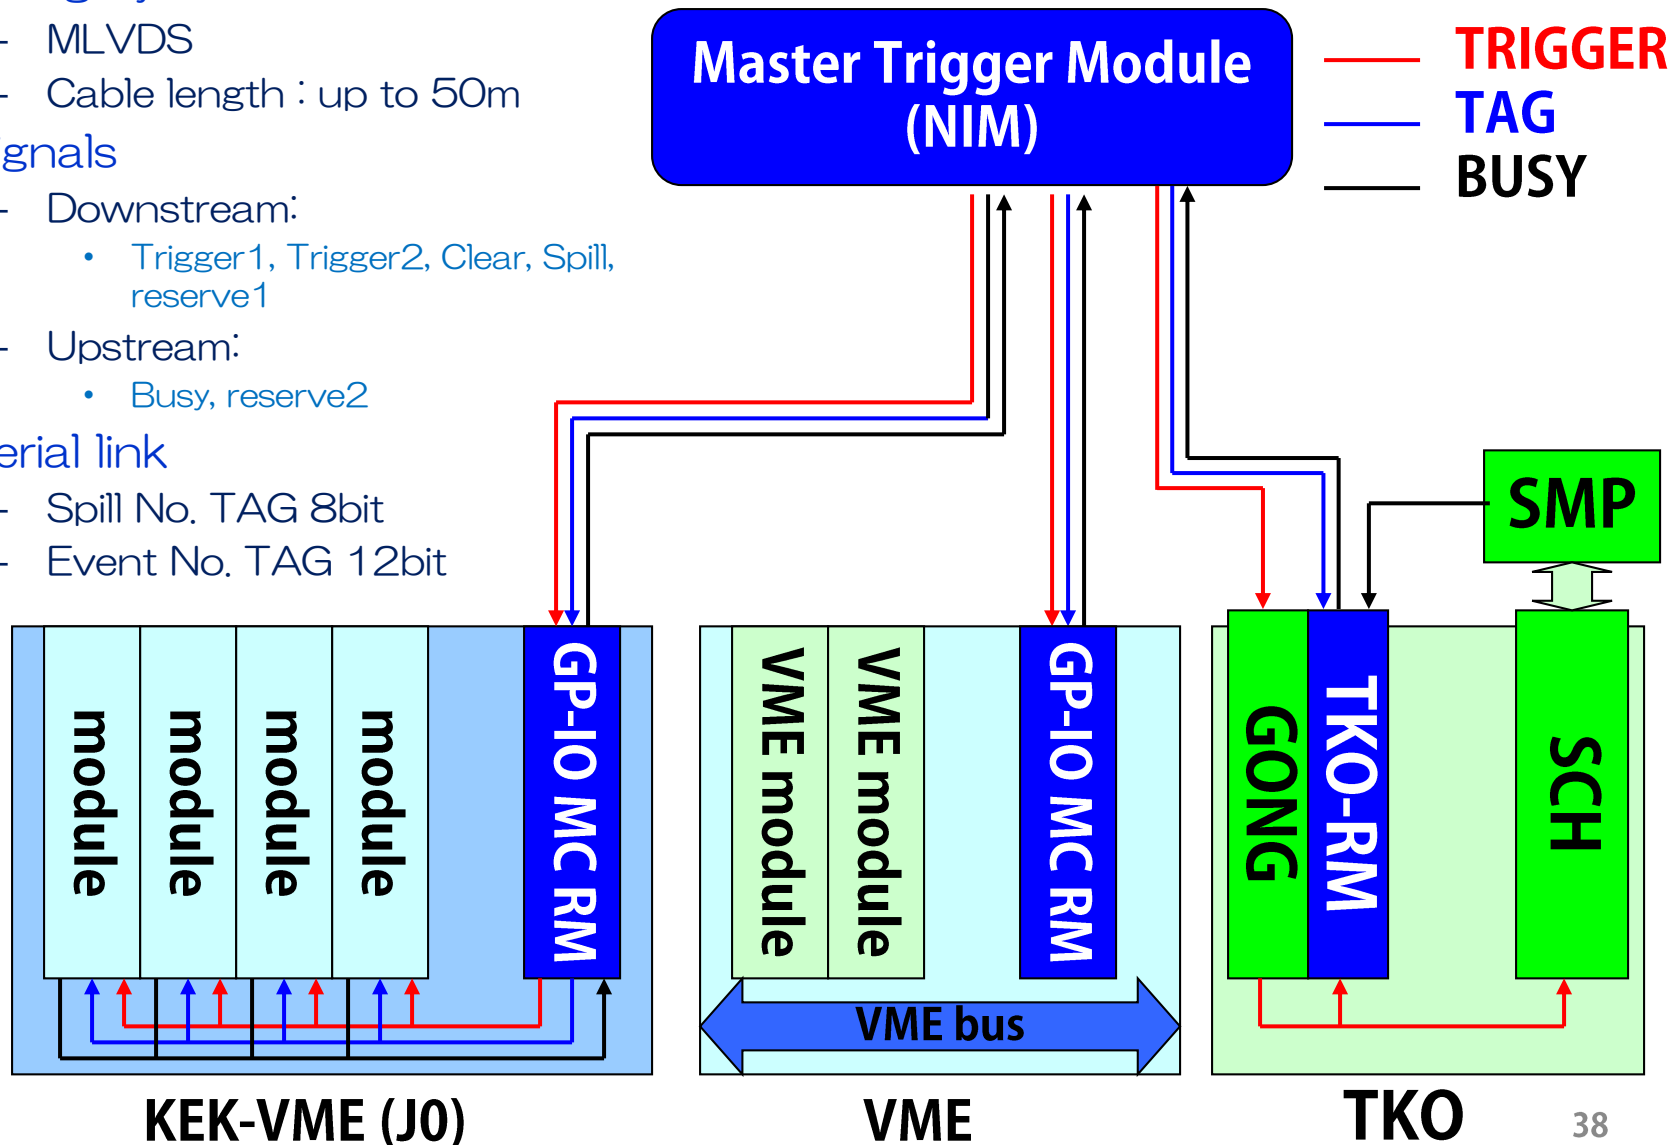 - MLVDS
- Cable length : up to 50m
gnals
- Downstream:
• Trigger1, Trigger2, Clear, Spill,
reserve1
- Upstream:
• Busy, reserve2
erial link
- Spill No. TAG 8bit
- Event No. TAG 12bit
Master Trigger Module
(NIM)
TRIGGER
TAG
BUSY
SMP
module
module
module
module
GP-IO MC RM
VME module
VME module
GP-IO MC RM
GONG
TKO-RM
SCH
VME bus
KEK-VME (J0)
VME
TKO
38